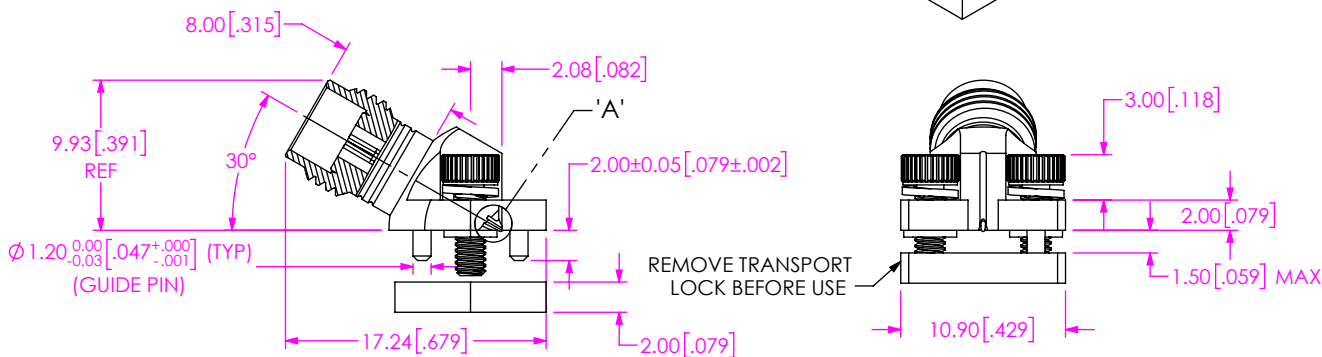 8.00[.315]
2.08[.082]
'A'
3.00[.118]
9.93[.391]
REF
30°
2.00±0.05[.079±.002]
2.00[.079]
Ø1.20 0.00 -0.03 [.047 +.000 -.001] (TYP)
(GUIDE PIN)
REMOVE TRANSPORT
LOCK BEFORE USE
1.50[.059] MAX
17.24[.679]
2.00[.079]
10.90[.429]